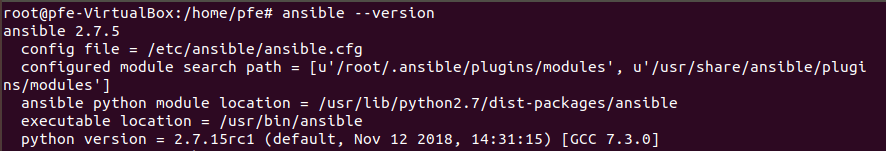 root@pfe-VirtualBox:/home/pfe# ansible --version
ansible 2.7.5
  config file = /etc/ansible/ansible.cfg
  configured module search path = [u'/root/.ansible/plugins/modules', u'/usr/share/ansible/plugi
ns/modules']
  ansible python module location = /usr/lib/python2.7/dist-packages/ansible
  executable location = /usr/bin/ansible
  python version = 2.7.15rc1 (default, Nov 12 2018, 14:31:15) [GCC 7.3.0]